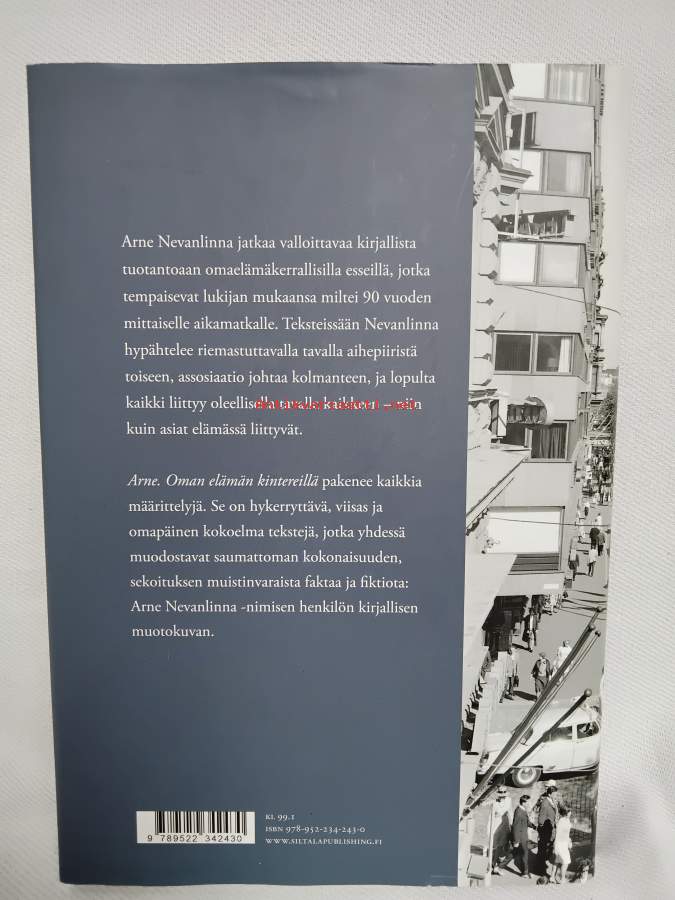 Arne Nevanlinna jatkaa valloittavaa kirjallista
tuotantoaan omaelämäkerrallisilla esseillä, jotka
tempaisevat lukijan mukaansa miltei 90 vuoden
mittaiselle aikamatkalle. Teksteissään Nevanlinna
hypähtelee riemastuttavalla tavalla aihepiiristä
toiseen, assosiaatio johtaa kolmanteen, ja lopulta
kaikki liittyy oleellisella tavalla kaikkeen – niin
kuin asiat elämässä liittyvät.
Arne. Oman elämän kintereillä pakenee kaikkia
määrittelyjä. Se on hykerryttävä, viisas ja
omapäinen kokoelma tekstejä, jotka yhdessä
muodostavat saumattoman kokonaisuuden,
sekoituksen muistinvaraista faktaa ja fiktiota:
Arne Nevanlinna -nimisen henkilön kirjallisen
muotokuvan.
KL 99.1
ISBN 978-952-234-243-0
WWW.SILTALAPUBLISHING.FI
9 789522 342430